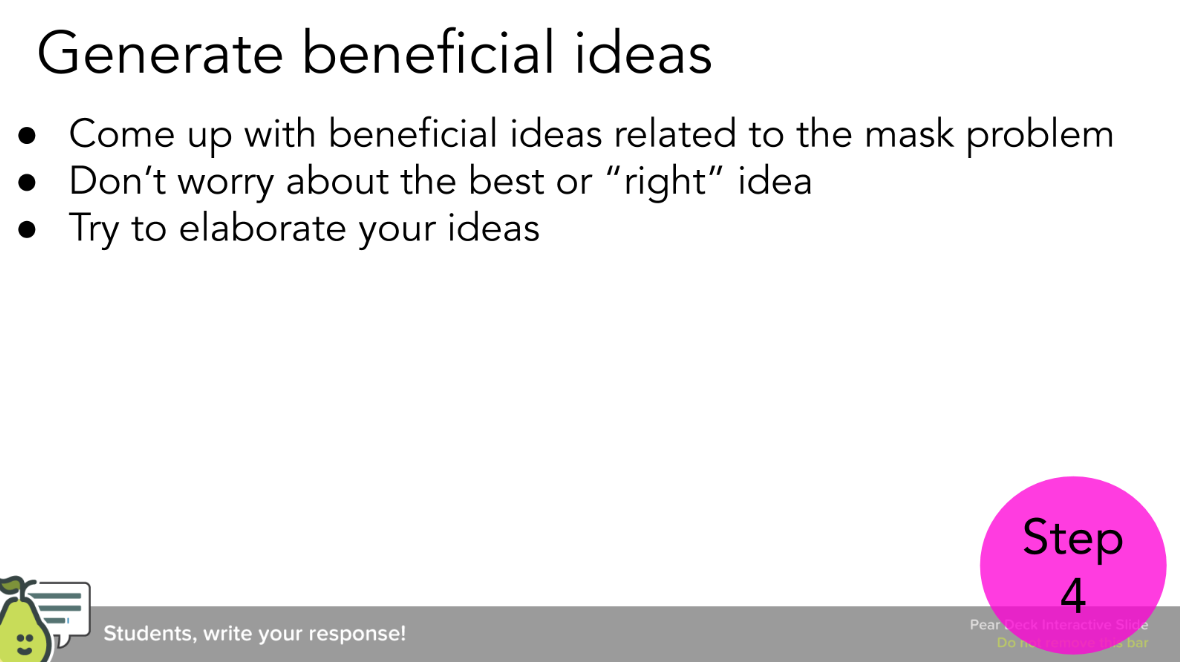 Generate beneficial ideas
● Come up with beneficial ideas related to the mask problem
● Don’t worry about the best or “right” idea
● Try to elaborate your ideas
Step
4
Students, write your response!
Pear Deck Interactive Slide
Do not remove this bar